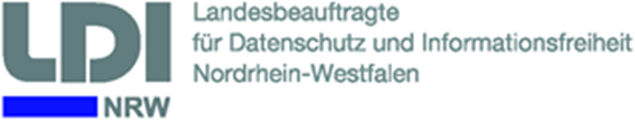 LDI
NRW
Landesbeauftragte
für Datenschutz und Informationsfreiheit
Nordrhein-Westfalen